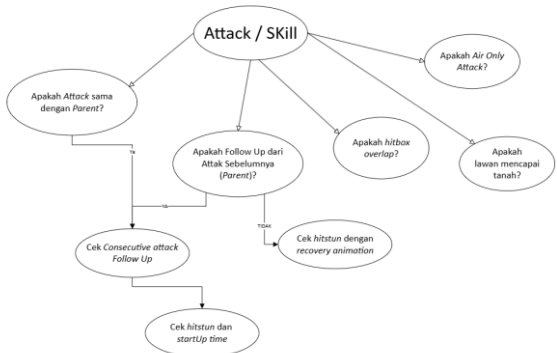 Attack / SKill
Apakah Air Only
Attack?
Apakah Attack sama
dengan Parent?
Apakah Follow Up dari
Attak Sebelumnya
(Parent)?
Apakah hitbox
overlap?
Apakah
lawan mencapai
tanah?
YA
YA
TIDAK
Cek Consecutive attack
Follow Up
Cek hitstun dengan
recovery animation
Cek hitstun dan
startUp time